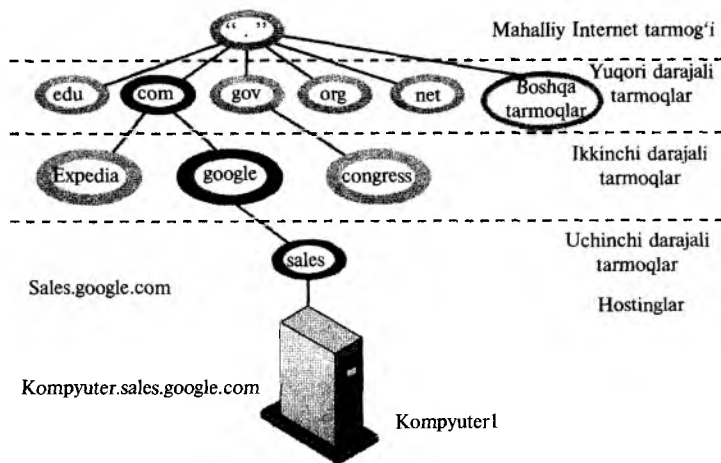 “ . ”
Mahalliy Internet tarmog‘i
edu com gov org net Boshqa
tarmoqlar
Yuqori darajali
tarmoqlar
Expedia google congress
Ikkinchi darajali
tarmoqlar
sales
Uchinchi darajali
tarmoqlar
Sales.google.com
Hostinglar
Kompyuter.sales.google.com
Kompyuter1